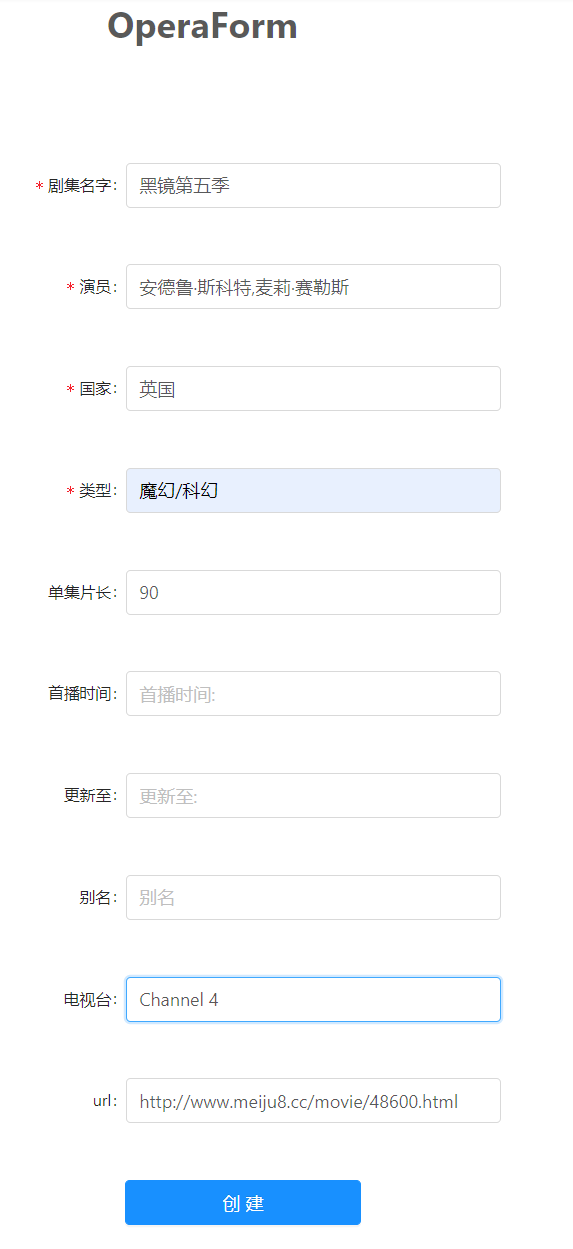 OperaForm
* 剧集名字: 黑镜第五季
* 演员: 安德鲁·斯科特,麦莉·赛勒斯
* 国家: 英国
* 类型: 魔幻/科幻
单集片长: 90
首播时间: 首播时间:
更新至: 更新至:
别名: 别名
电视台: Channel 4
url: http://www.meiju8.cc/movie/48600.html
创 建